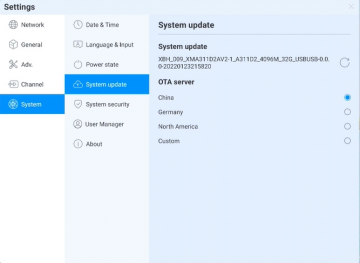 Settings
Network
General
Adv.
Channel
System
Date & Time
Language & Input
Power state
System update
System security
User Manager
About
System update
System update
XBH_D09_XMA311D2AV2-1_A311D2_4096M_32G_USBUSB-0.0.
0-20220123215820
OTA server
China
Germany
North America
Custom